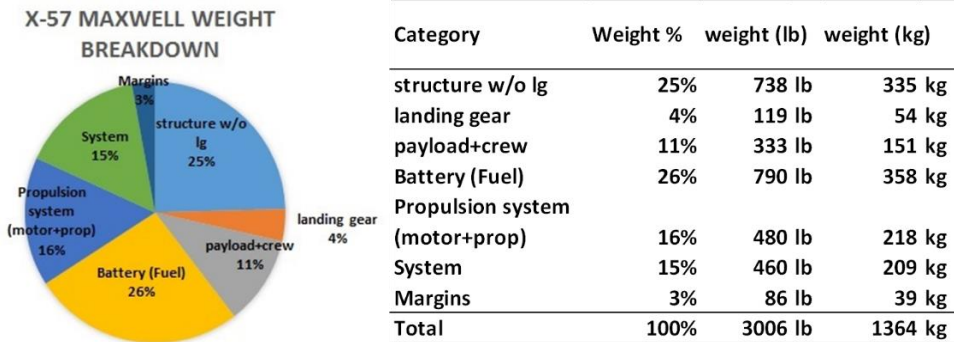 X-57 MAXWELL WEIGHT
BREAKDOWN
Margins
3%
structure w/o
lg
25%
System
15%
landing gear
4%
Propulsion
system
(motor+prop)
16%
payload+crew
11%
Battery (Fuel)
26%
Category Weight % weight (lb) weight (kg)
structure w/o lg 25% 738 lb 335 kg
landing gear 4% 119 lb 54 kg
payload+crew 11% 333 lb 151 kg
Battery (Fuel) 26% 790 lb 358 kg
Propulsion system
(motor+prop) 16% 480 lb 218 kg
System 15% 460 lb 209 kg
Margins 3% 86 lb 39 kg
Total 100% 3006 lb 1364 kg